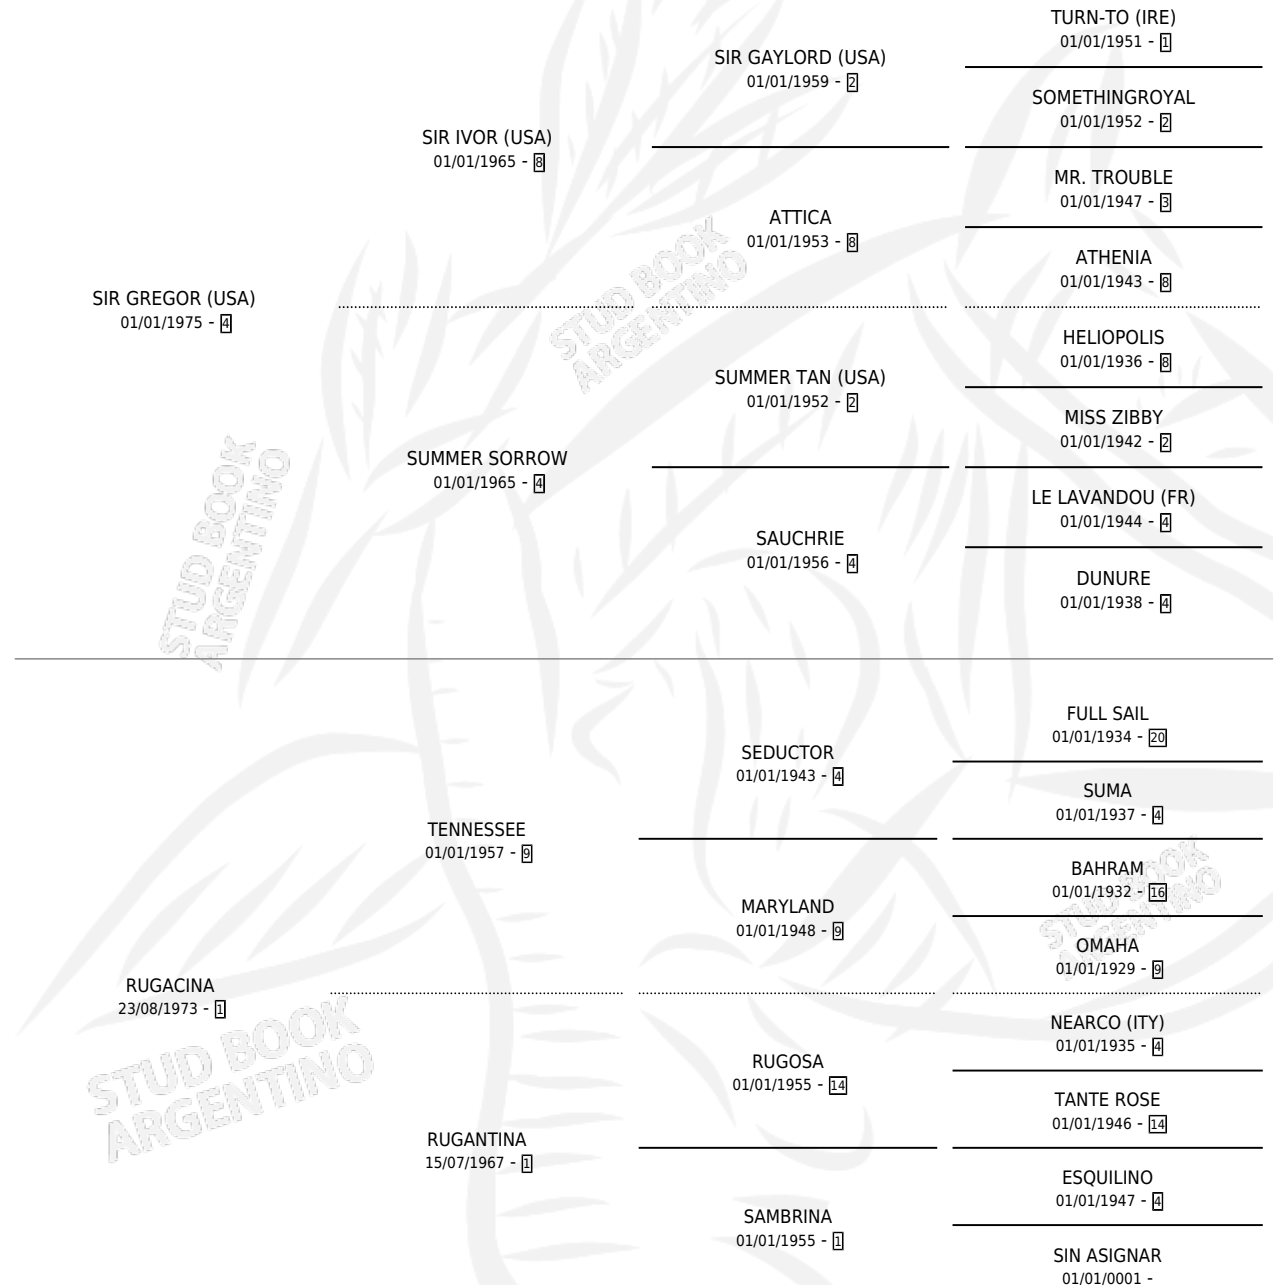 TURN-TO (IRE)
01/01/1951 - 1
SIR GAYLORD (USA)
01/01/1959 - 2
SOMETHINGROYAL
01/01/1952 - 2
SIR IVOR (USA)
01/01/1965 - 8
MR. TROUBLE
01/01/1947 - 3
ATTICA
01/01/1953 - 8
ATHENIA
01/01/1943 - 8
SIR GREGOR (USA)
01/01/1975 - 4
HELIOPOLIS
01/01/1936 - 8
SUMMER TAN (USA)
01/01/1952 - 2
MISS ZIBBY
01/01/1942 - 2
SUMMER SORROW
01/01/1965 - 4
LE LAVANDOU (FR)
01/01/1944 - 4
SAUCHRIE
01/01/1956 - 4
DUNURE
01/01/1938 - 4
FULL SAIL
01/01/1934 - 20
SEDUCTOR
01/01/1943 - 4
SUMA
01/01/1937 - 4
TENNESSEE
01/01/1957 - 9
BAHRAM
01/01/1932 - 16
MARYLAND
01/01/1948 - 9
OMAHA
01/01/1929 - 9
RUGACINA
23/08/1973 - 1
NEARCO (ITY)
01/01/1935 - 4
RUGOSA
01/01/1955 - 14
TANTE ROSE
01/01/1946 - 14
RUGANTINA
15/07/1967 - 1
ESQUILINO
01/01/1947 - 4
SAMBRINA
01/01/1955 - 1
SIN ASIGNAR
01/01/0001 -
STUD BOOK
ARGENTINO
STUD BOOK
ARGENTINO
STUD BOOK
ARGENTINO
STUD BOOK
ARGENTINO